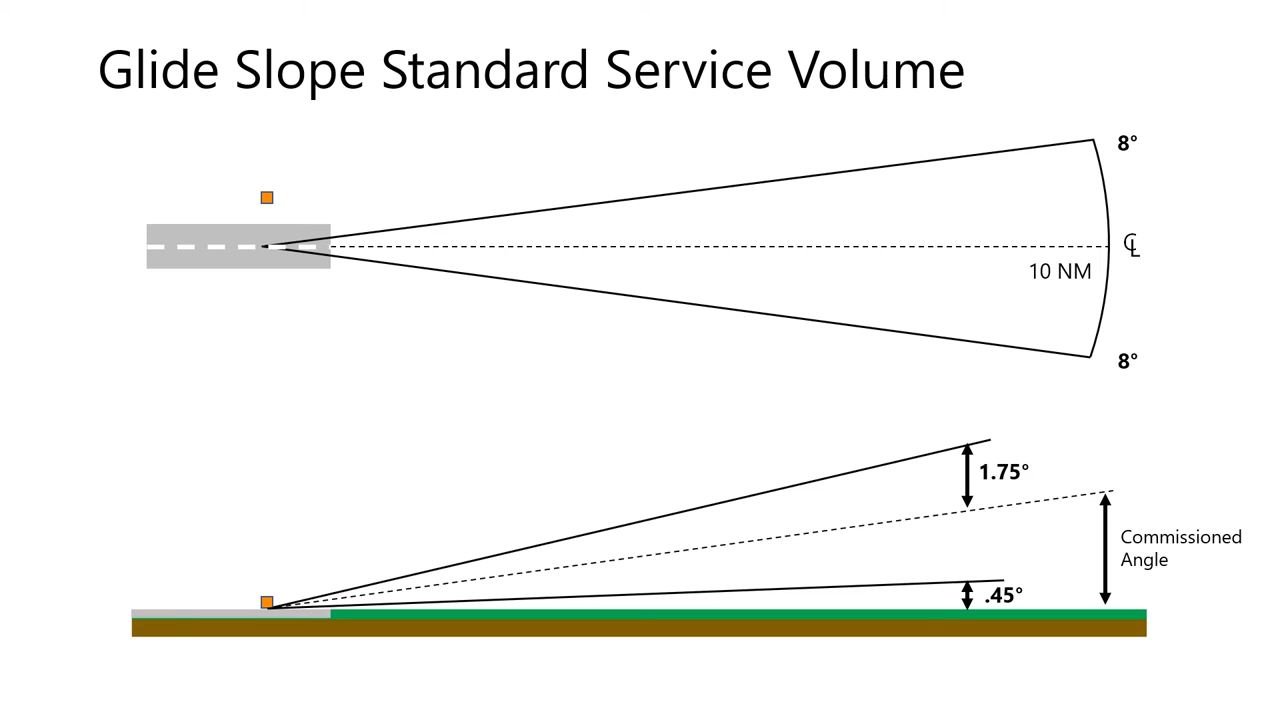 Glide Slope Standard Service Volume
8°
℄
10 NM
8°
1.75°
Commissioned
Angle
.45°